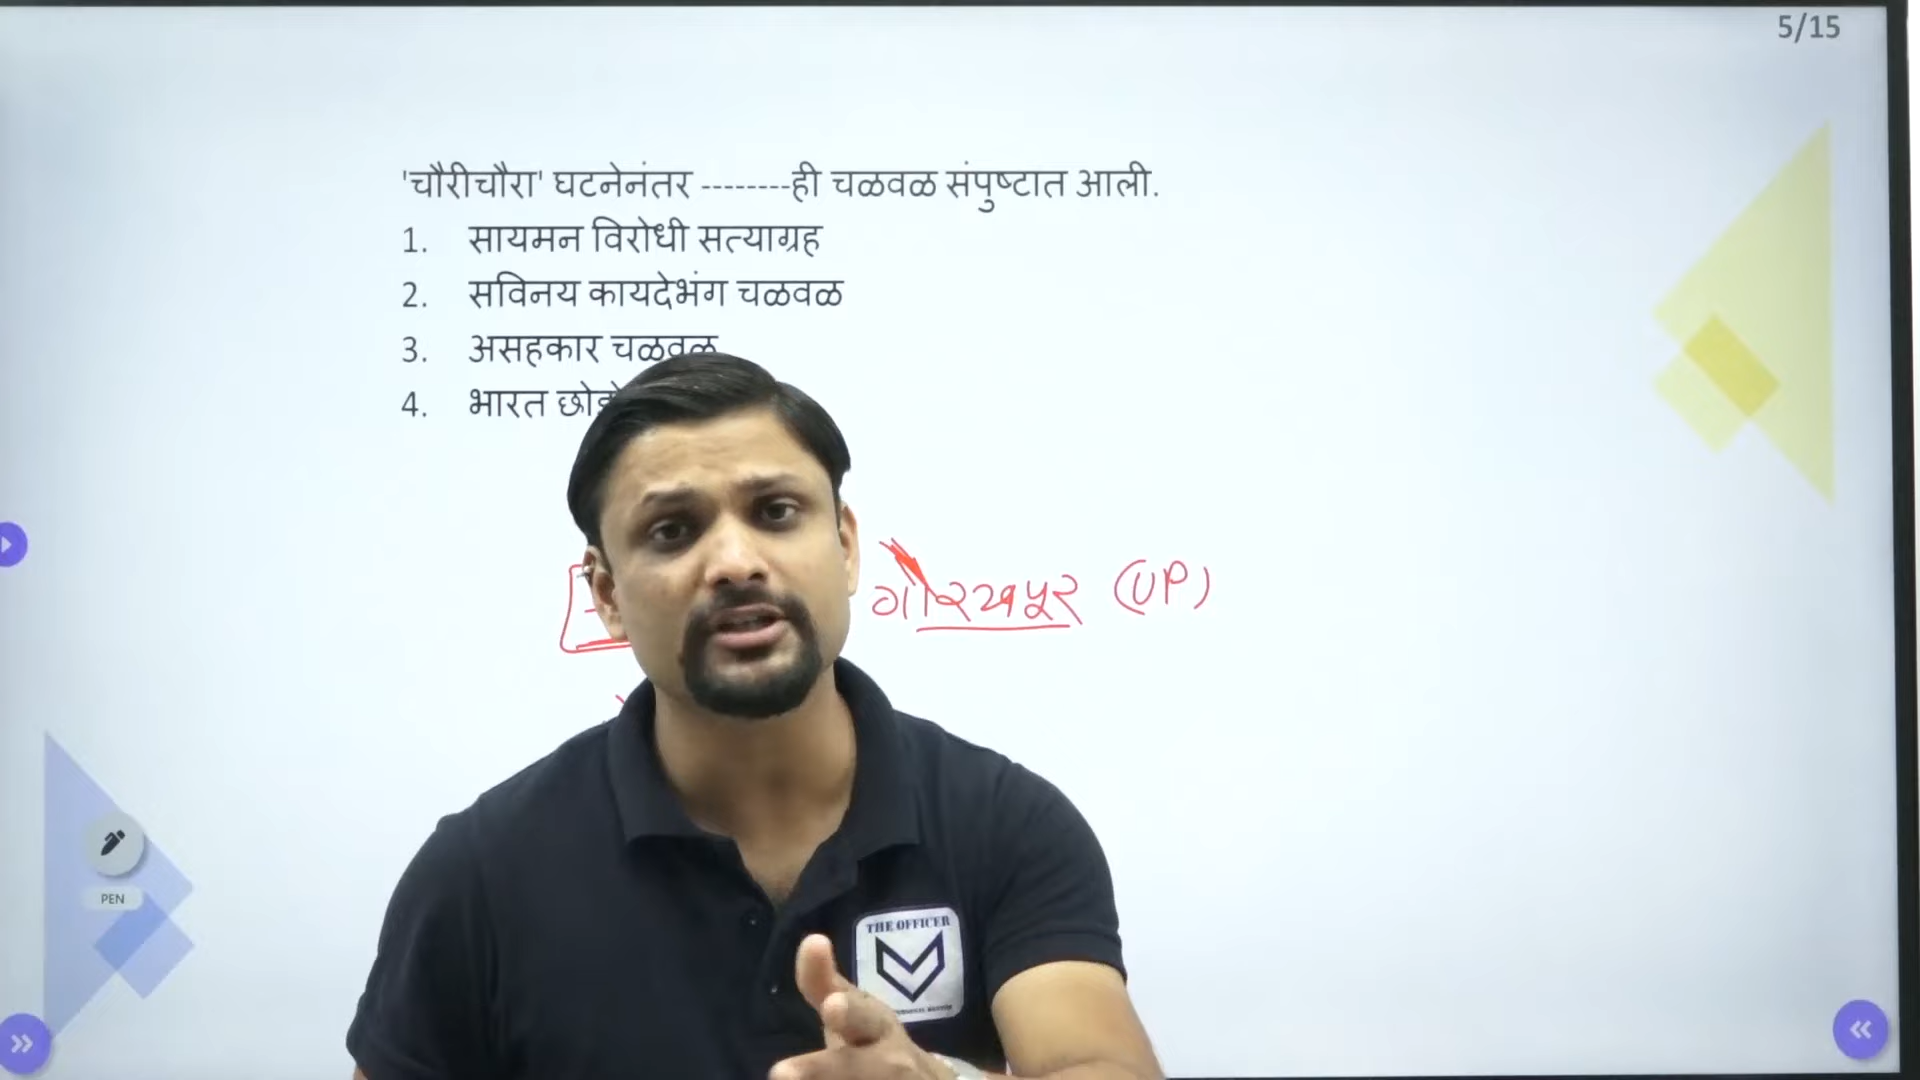 5/15
'चौरीचौरा' घटनेनंतर --------ही चळवळ संपुष्टात आली.
1. सायमन विरोधी सत्याग्रह
2. सविनय कायदेभंग चळवळ
3. असहकार चळवळ
4. भारत
गोरखपूर (UP)
PEN
THE OFFICER